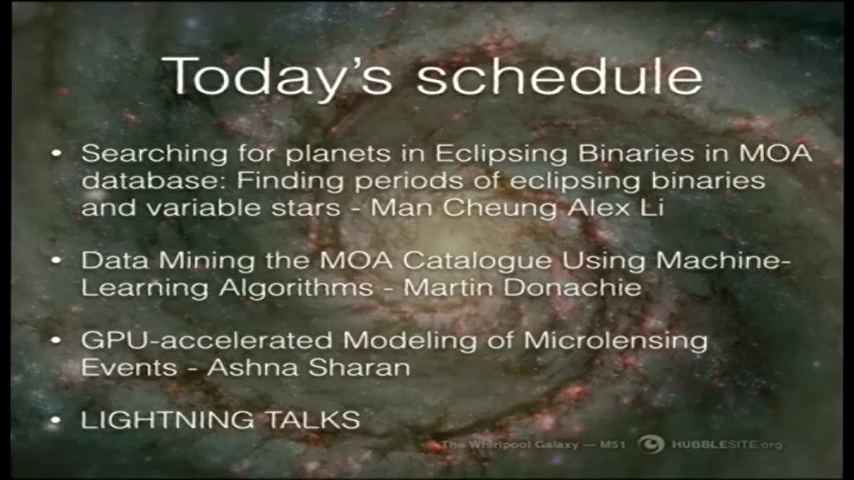 Today's schedule
• Searching for planets in Eclipsing Binaries in MOA
database: Finding periods of eclipsing binaries
and variable stars - Man Cheung Alex Li
• Data Mining the MOA Catalogue Using Machine-
Learning Algorithms - Martin Donachie
• GPU-accelerated Modeling of Microlensing
Events - Ashna Sharan
• LIGHTNING TALKS
The Whirlpool Galaxy — M51 HUBBLESITE.org